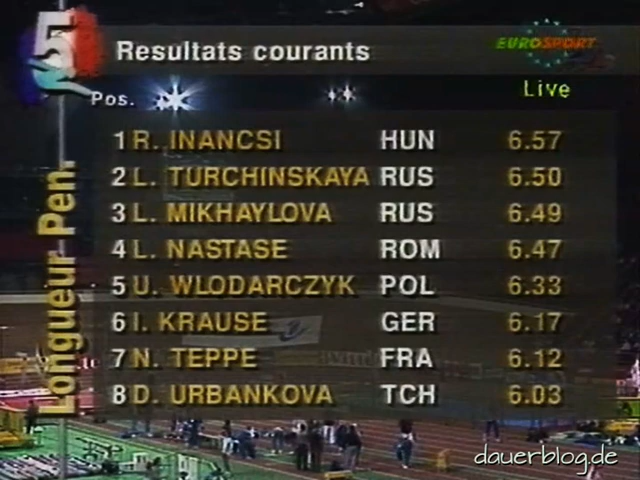 5
Resultats courants
EUROSPORT
Live
Pos.
Longueur Pen.
1 R. INANCSI HUN 6.57
2 L. TURCHINSKAYA RUS 6.50
3 L. MIKHAYLOVA RUS 6.49
4 L. NASTASE ROM 6.47
5 U. WLODARCZYK POL 6.33
6 I. KRAUSE GER 6.17
7 N. TEPPE FRA 6.12
8 D. URBANKOVA TCH 6.03
dauerblog.de